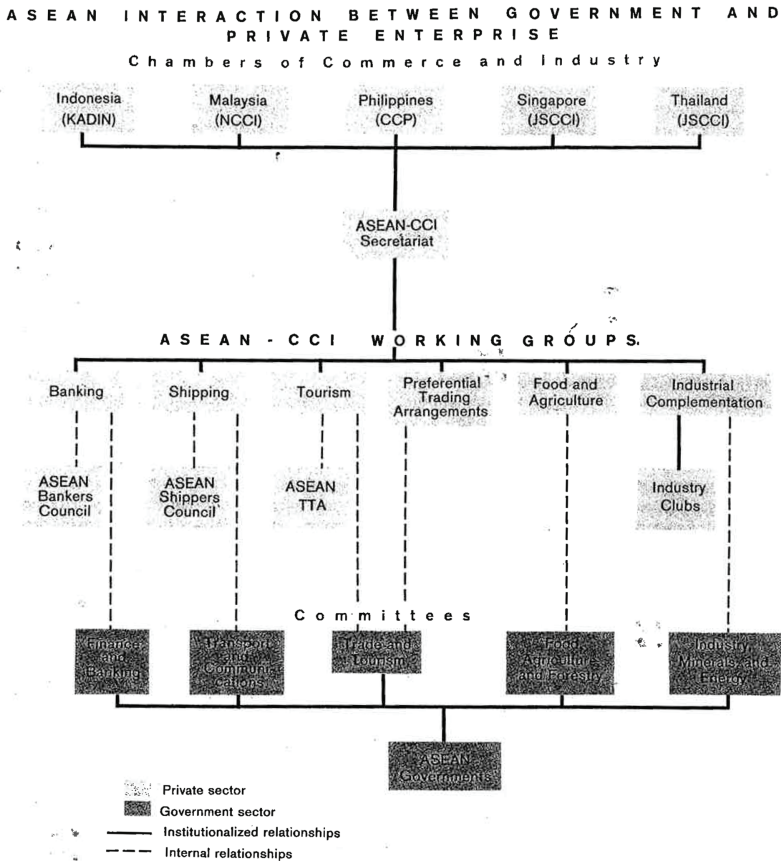 ASEAN INTERACTION BETWEEN GOVERNMENT AND
PRIVATE ENTERPRISE
Chambers of Commerce and Industry
Indonesia
(KADIN)
Malaysia
(NCCI)
Philippines
(CCP)
Singapore
(JSCCI)
Thailand
(JSCCI)
ASEAN-CCI
Secretariat
ASEAN-CCI WORKING GROUPS.
Banking
Shipping
Tourism
Preferential
Trading
Arrangements
Food and
Agriculture
Industrial
Complementation
ASEAN
Bankers
Council
ASEAN
Shippers
Council
ASEAN
TTA
Industry
Clubs
Committees
Finance
and
Banking
Transport
and
Communi-
cations
Trade and
Tourism
Food,
Agriculture
and Forestry
Industry,
Minerals, and
Energy
ASEAN
Governments
Private sector
Government sector
Institutionalized relationships
Internal relationships